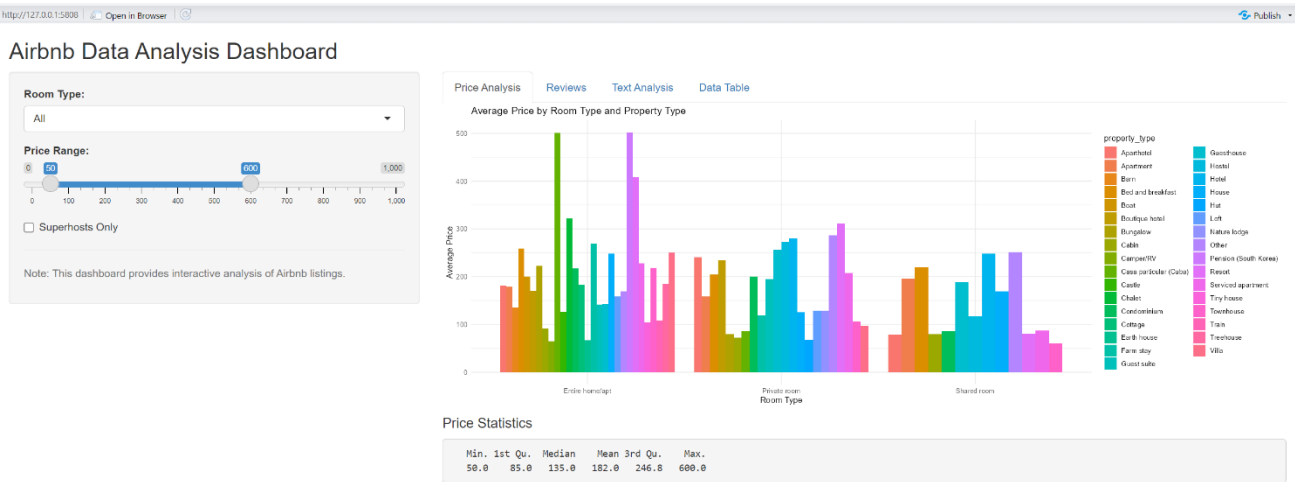 http://127.0.0.1:5808 Open in Browser Publish
Airbnb Data Analysis Dashboard
Room Type:
All
Price Range:
0 50 600 1,000
0 100 200 300 400 500 600 700 800 900 1,000
Superhosts Only
Note: This dashboard provides interactive analysis of Airbnb listings.
Price Analysis Reviews Text Analysis Data Table
Average Price by Room Type and Property Type
500
400
300
200
100
0
Average Price
Entire home/apt Private room Shared room
Room Type
property_type
Aparthotel
Apartment
Barn
Bed and breakfast
Boat
Boutique hotel
Bungalow
Cabin
Camper/RV
Casa particular (Cuba)
Castle
Chalet
Condominium
Cottage
Earth house
Farm stay
Guest suite
Guesthouse
Hostel
Hotel
House
Hut
Loft
Nature lodge
Other
Pension (South Korea)
Resort
Serviced apartment
Tiny house
Townhouse
Train
Treehouse
Villa
Price Statistics
Min. 1st Qu. Median Mean 3rd Qu. Max.
50.0 85.0 135.0 182.0 246.8 600.0